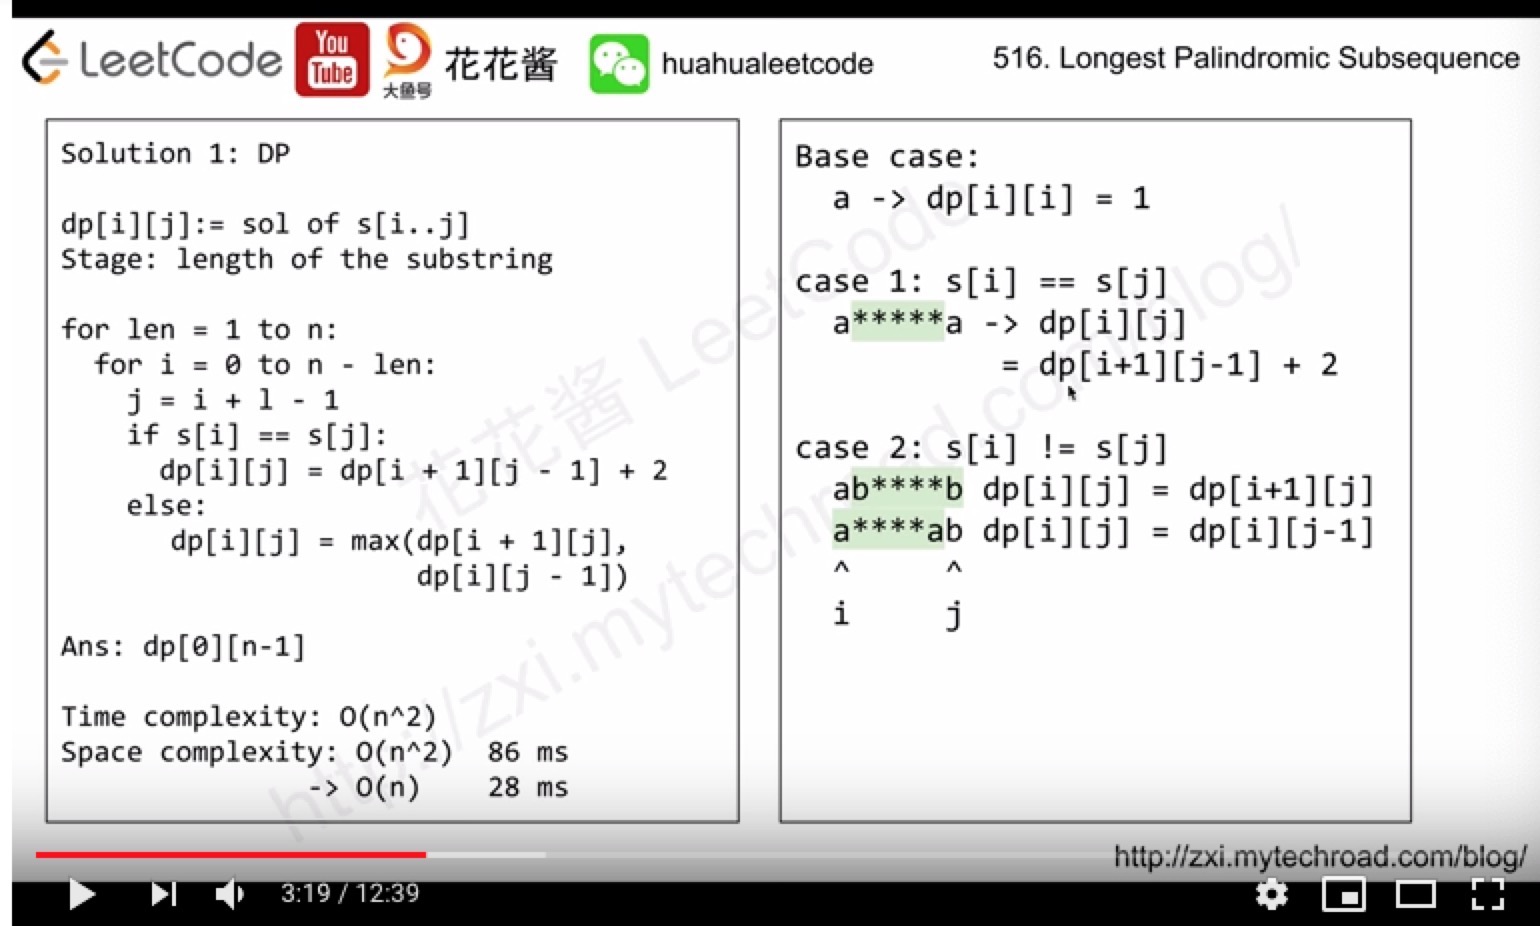 LeetCode You Tube 大鱼号 花花酱 huahualeetcode 516. Longest Palindromic Subsequence
Solution 1: DP
dp[i][j]:= sol of s[i..j]
Stage: length of the substring
for len = 1 to n:
for i = 0 to n - len:
j = i + l - 1
if s[i] == s[j]:
dp[i][j] = dp[i + 1][j - 1] + 2
else:
dp[i][j] = max(dp[i + 1][j],
dp[i][j - 1])
Ans: dp[0][n-1]
Time complexity: O(n^2)
Space complexity: O(n^2) 86 ms
-> O(n) 28 ms
Base case:
a -> dp[i][i] = 1
case 1: s[i] == s[j]
a*****a -> dp[i][j]
= dp[i+1][j-1] + 2
case 2: s[i] != s[j]
ab****b dp[i][j] = dp[i+1][j]
a****ab dp[i][j] = dp[i][j-1]
^ ^
i j
花花酱 LeetCode
http://zxi.mytechroad.com/blog/
http://zxi.mytechroad.com/blog/
3:19 / 12:39